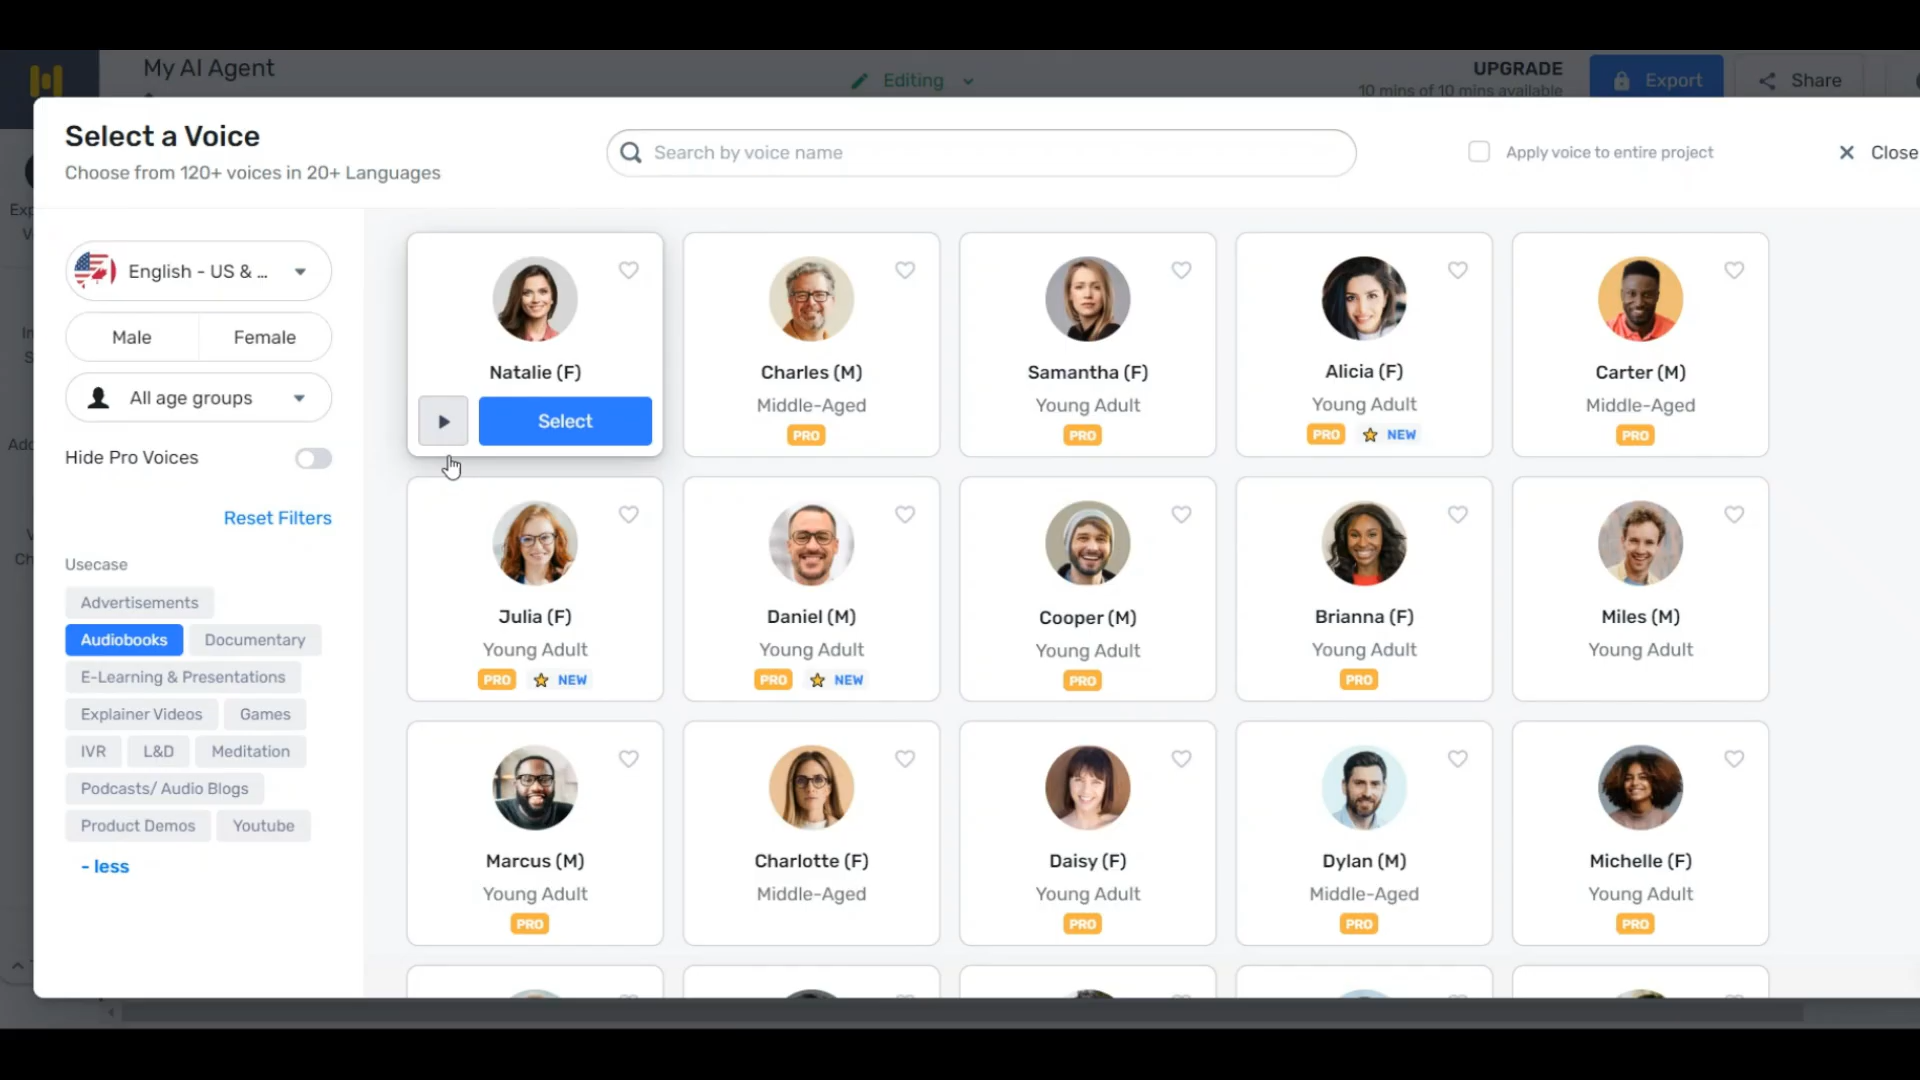 My AI Agent
Editing
UPGRADE
10 mins of 10 mins available
Export
Share
Select a Voice
Choose from 120+ voices in 20+ Languages
Search by voice name
Apply voice to entire project
Close
English - US & ...
Male
Female
All age groups
Hide Pro Voices
Reset Filters
Usecase
Advertisements
Audiobooks
Documentary
E-Learning & Presentations
Explainer Videos
Games
IVR
L&D
Meditation
Podcasts/ Audio Blogs
Product Demos
Youtube
- less
Natalie (F)
Select
Charles (M)
Middle-Aged
PRO
Samantha (F)
Young Adult
PRO
Alicia (F)
Young Adult
PRO
NEW
Carter (M)
Middle-Aged
PRO
Julia (F)
Young Adult
PRO
NEW
Daniel (M)
Young Adult
PRO
NEW
Cooper (M)
Young Adult
PRO
Brianna (F)
Young Adult
PRO
Miles (M)
Young Adult
Marcus (M)
Young Adult
PRO
Charlotte (F)
Middle-Aged
Daisy (F)
Young Adult
PRO
Dylan (M)
Middle-Aged
PRO
Michelle (F)
Young Adult
PRO